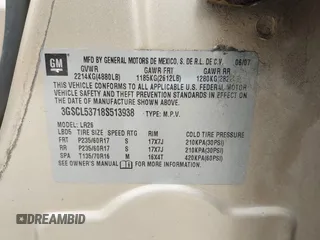 GM
MFD BY GENERAL MOTORS DE MEXICO, S. DE R.L. DE C.V. 08/07
GVWR GAWR FRT GAWR RR
2214KG(4880LB) 1185KG(2612LB) 1280KG
THIS VEHICLE CONFORMS TO ALL APPLICABLE U.S. FEDERAL MOTOR
VEHICLE SAFETY, BUMPER, AND THEFT PREVENTION STANDARDS
IN EFFECT ON THE DATE OF MANUFACTURE SHOWN ABOVE.
3GSCL53718S513938 TYPE: M.P.V.
MODEL: LR26
TIRE SIZE SPEED RTG RIM COLD TIRE PRESSURE
FRT P235/60R17 S 17X7J 210KPA(30PSI)
RR P235/60R17 S 17X7J 210KPA(30PSI)
SPA T135/70R16 M 16X4T 420KPA(60PSI)
SEE OWNER'S MANUAL FOR ADDITIONAL INFORMATION.
DREAMBID